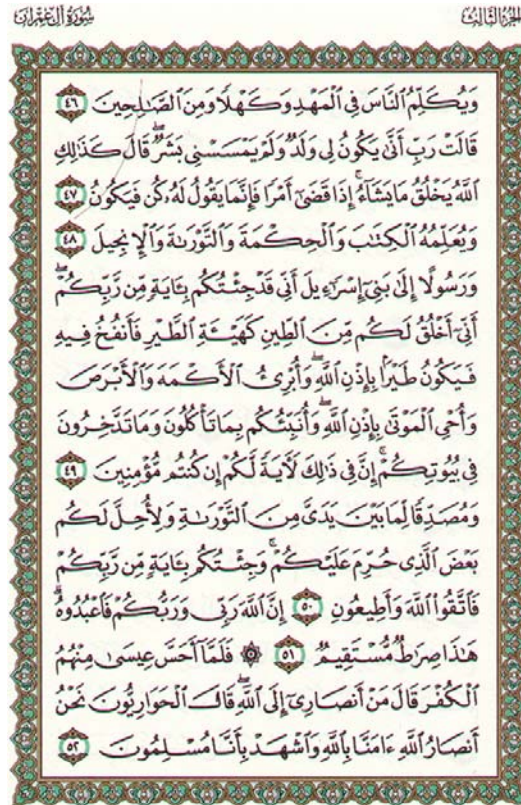 سُورَةُ آلِ عِمْرَان
الجُزْءُ الثَّالِثُ
وَيُكَلِّمُ ٱلنَّاسَ فِى ٱلْمَهْدِ وَكَهْلًا وَمِنَ ٱلصَّٰلِحِينَ ٤٦
قَالَتْ رَبِّ أَنَّىٰ يَكُونُ لِى وَلَدٌ وَلَمْ يَمْسَسْنِى بَشَرٌ ۖ قَالَ كَذَٰلِكِ
ٱللَّهُ يَخْلُقُ مَا يَشَآءُ ۚ إِذَا قَضَىٰٓ أَمْرًا فَإِنَّمَا يَقُولُ لَهُۥ كُن فَيَكُونُ ٤٧
وَيُعَلِّمُهُ ٱلْكِتَٰبَ وَٱلْحِكْمَةَ وَٱلتَّوْرَىٰةَ وَٱلْإِنجِيلَ ٤٨
وَرَسُولًا إِلَىٰ بَنِىٓ إِسْرَٰٓءِيلَ أَنِّى قَدْ جِئْتُكُم بِـَٔايَةٍ مِّن رَّبِّكُمْ ۖ
أَنِّىٓ أَخْلُقُ لَكُم مِّنَ ٱلطِّينِ كَهَيْـَٔةِ ٱلطَّيْرِ فَأَنفُخُ فِيهِ
فَيَكُونُ طَيْرًۢا بِإِذْنِ ٱللَّهِ ۖ وَأُبْرِئُ ٱلْأَكْمَهَ وَٱلْأَبْرَصَ
وَأُحْىِ ٱلْمَوْتَىٰ بِإِذْنِ ٱللَّهِ ۖ وَأُنَبِّئُكُم بِمَا تَأْكُلُونَ وَمَا تَدَّخِرُونَ
فِى بُيُوتِكُمْ ۚ إِنَّ فِى ذَٰلِكَ لَـَٔايَةً لَّكُمْ إِن كُنتُم مُّؤْمِنِينَ ٤٩
وَمُصَدِّقًا لِّمَا بَيْنَ يَدَىَّ مِنَ ٱلتَّوْرَىٰةِ وَلِأُحِلَّ لَكُم
بَعْضَ ٱلَّذِى حُرِّمَ عَلَيْكُمْ ۚ وَجِئْتُكُم بِـَٔايَةٍ مِّن رَّبِّكُمْ
فَٱتَّقُوا۟ ٱللَّهَ وَأَطِيعُونِ ٥٠ إِنَّ ٱللَّهَ رَبِّى وَرَبُّكُمْ فَٱعْبُدُوهُ ۗ
هَٰذَا صِرَٰطٌ مُّسْتَقِيمٌ ٥١ ۞ فَلَمَّآ أَحَسَّ عِيسَىٰ مِنْهُمُ
ٱلْكُفْرَ قَالَ مَنْ أَنصَارِىٓ إِلَى ٱللَّهِ ۖ قَالَ ٱلْحَوَارِيُّونَ نَحْنُ
أَنصَارُ ٱللَّهِ ءَامَنَّا بِٱللَّهِ وَٱشْهَدْ بِأَنَّا مُسْلِمُونَ ٥٢